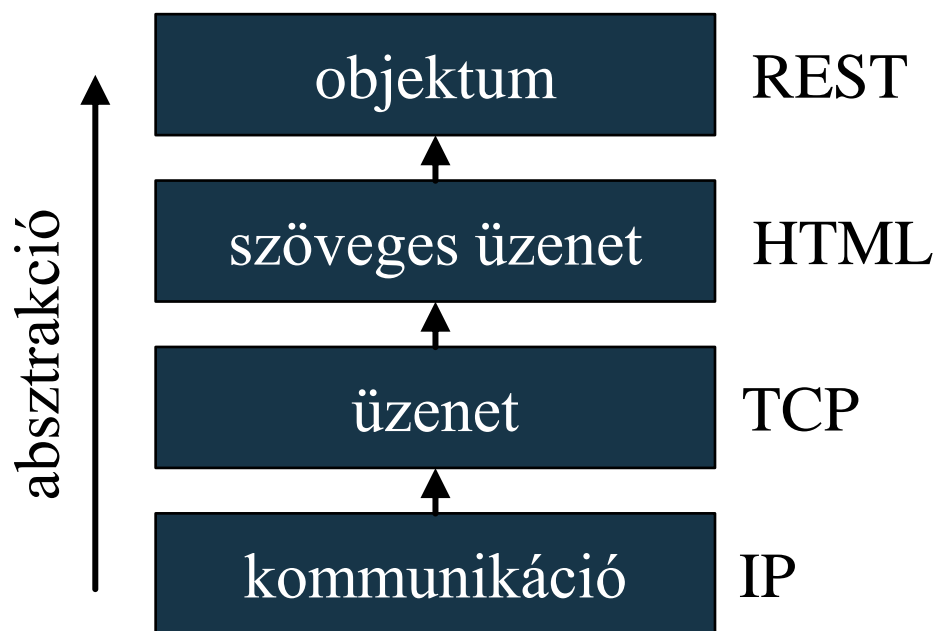 objektum REST
szöveges üzenet HTML
üzenet TCP
kommunikáció IP
absztrakció